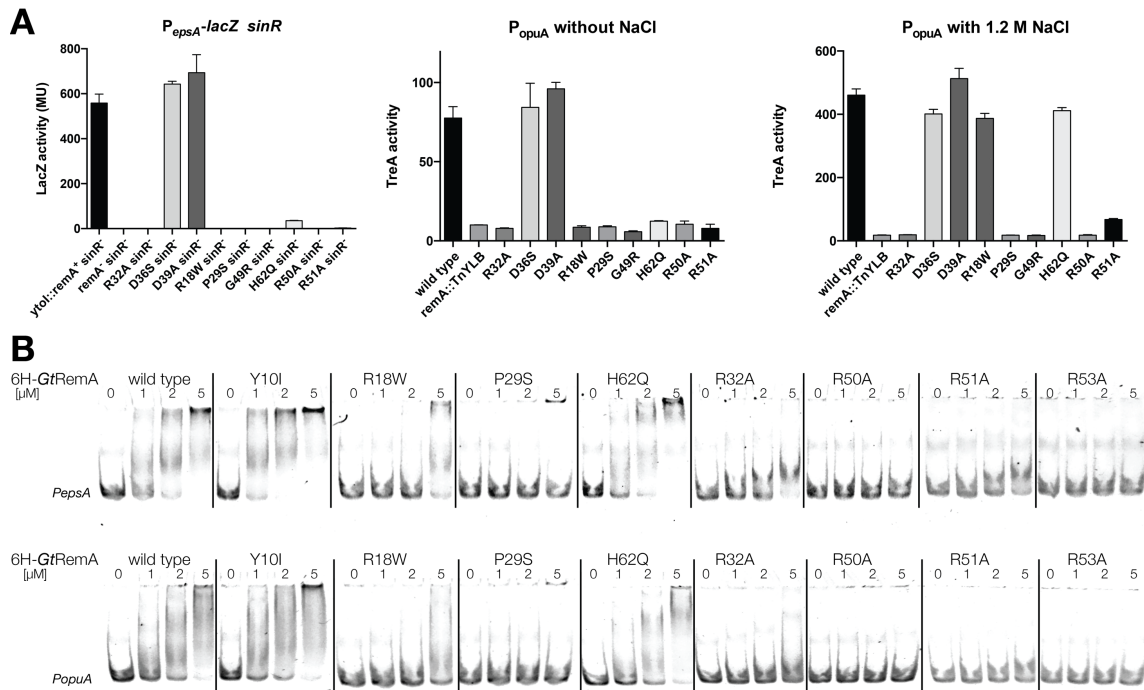 A
P_epsA-lacZ sinR
LacZ activity (MU)
800
600
400
200
0
ytoI::remA+ sinR-
remA- sinR-
R32A sinR-
D36S sinR-
D39A sinR-
R18W sinR-
P29S sinR-
G49R sinR-
H62Q sinR-
R50A sinR-
R51A sinR-
P_opuA without NaCl
TreA activity
100
50
0
wild type
remA::TnYLB
R32A
D36S
D39A
R18W
P29S
G49R
H62Q
R50A
R51A
P_opuA with 1.2 M NaCl
TreA activity
600
400
200
0
wild type
remA::TnYLB
R32A
D36S
D39A
R18W
P29S
G49R
H62Q
R50A
R51A
B
6H-GtRemA wild type Y10I R18W P29S H62Q R32A R50A R51A R53A
[µM] 0 1 2 5 0 1 2 5 0 1 2 5 0 1 2 5 0 1 2 5 0 1 2 5 0 1 2 5 0 1 2 5 0 1 2 5
PepsA
6H-GtRemA wild type Y10I R18W P29S H62Q R32A R50A R51A R53A
[µM] 0 1 2 5 0 1 2 5 0 1 2 5 0 1 2 5 0 1 2 5 0 1 2 5 0 1 2 5 0 1 2 5 0 1 2 5
PopuA